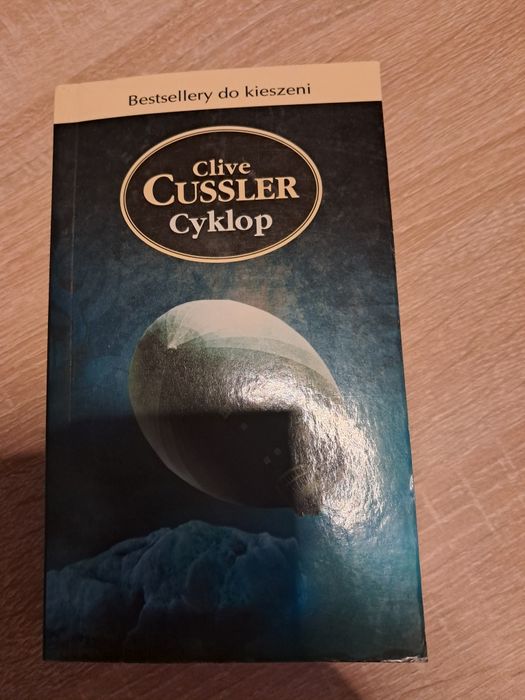 Bestsellery do kieszeni
Clive
CUSSLER
Cyklop